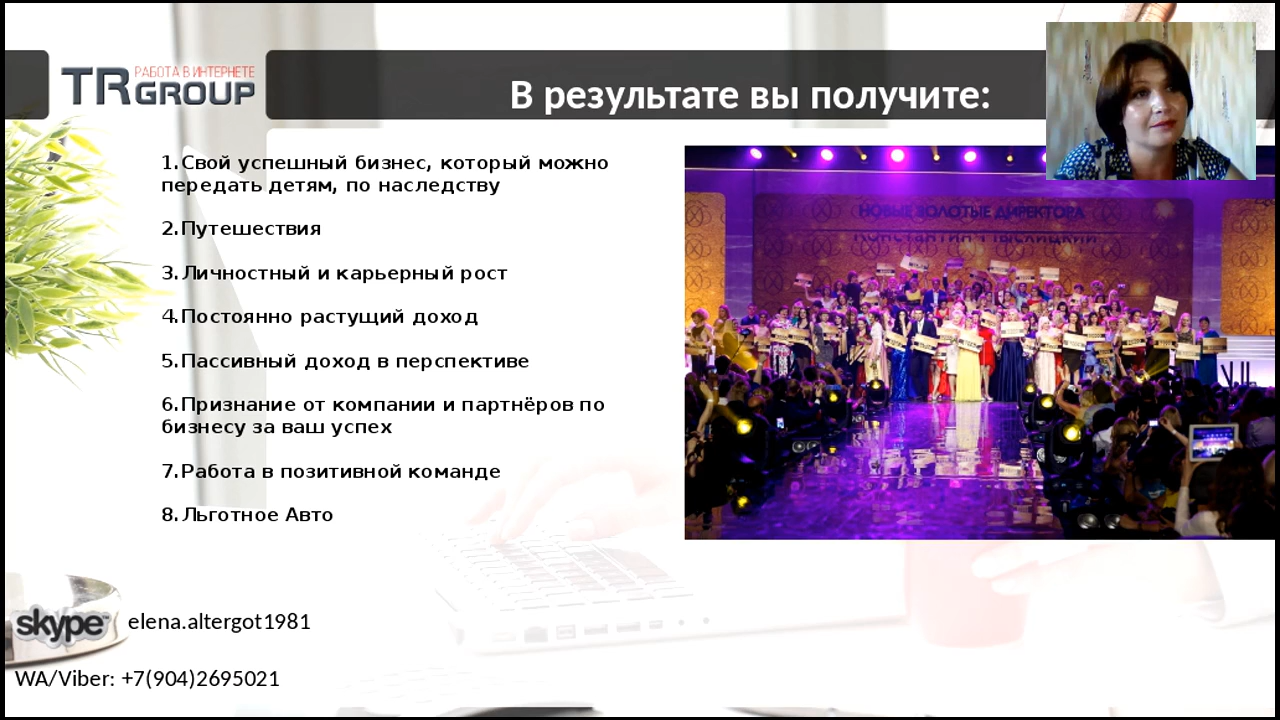 TR GROUP
РАБОТА В ИНТЕРНЕТЕ
В результате вы получите:
1.Свой успешный бизнес, который можно
передать детям, по наследству
2.Путешествия
3.Личностный и карьерный рост
4.Постоянно растущий доход
5.Пассивный доход в перспективе
6.Признание от компании и партнёров по
бизнесу за ваш успех
7.Работа в позитивной команде
8.Льготное Авто
НОВЫЕ ЗОЛОТЫЕ ДИРЕКТОРА
skype™ elena.altergot1981
WA/Viber: +7(904)2695021